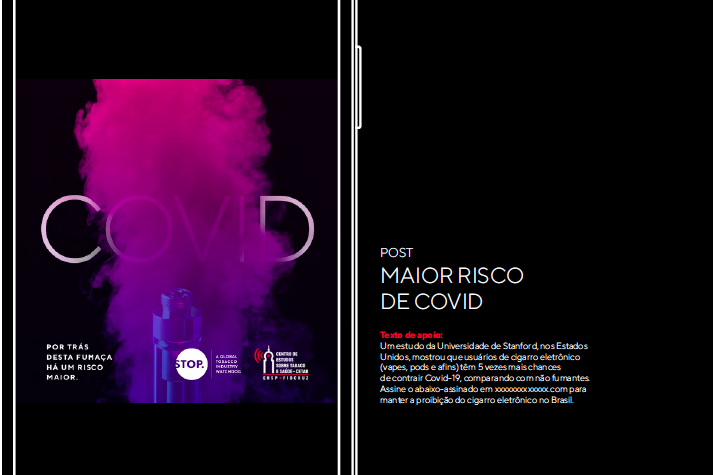 COVID
POR TRÁS
DESTA FUMAÇA
HÁ UM RISCO
MAIOR.
STOP.
A GLOBAL
TOBACCO
INDUSTRY
WATCHDOG
CENTRO DE
ESTUDOS
SOBRE TABACO
E SAÚDE - CETAB
ENSP - FIOCRUZ
POST
MAIOR RISCO
DE COVID
Texto de apoio:
Um estudo da Universidade de Stanford, nos Estados
Unidos, mostrou que usuários de cigarro eletrônico
(vapes, pods e afins) têm 5 vezes mais chances
de contrair Covid-19, comparando com não fumantes.
Assine o abaixo-assinado em xxxxxxxxxxxxx.com para
manter a proibição do cigarro eletrônico no Brasil.